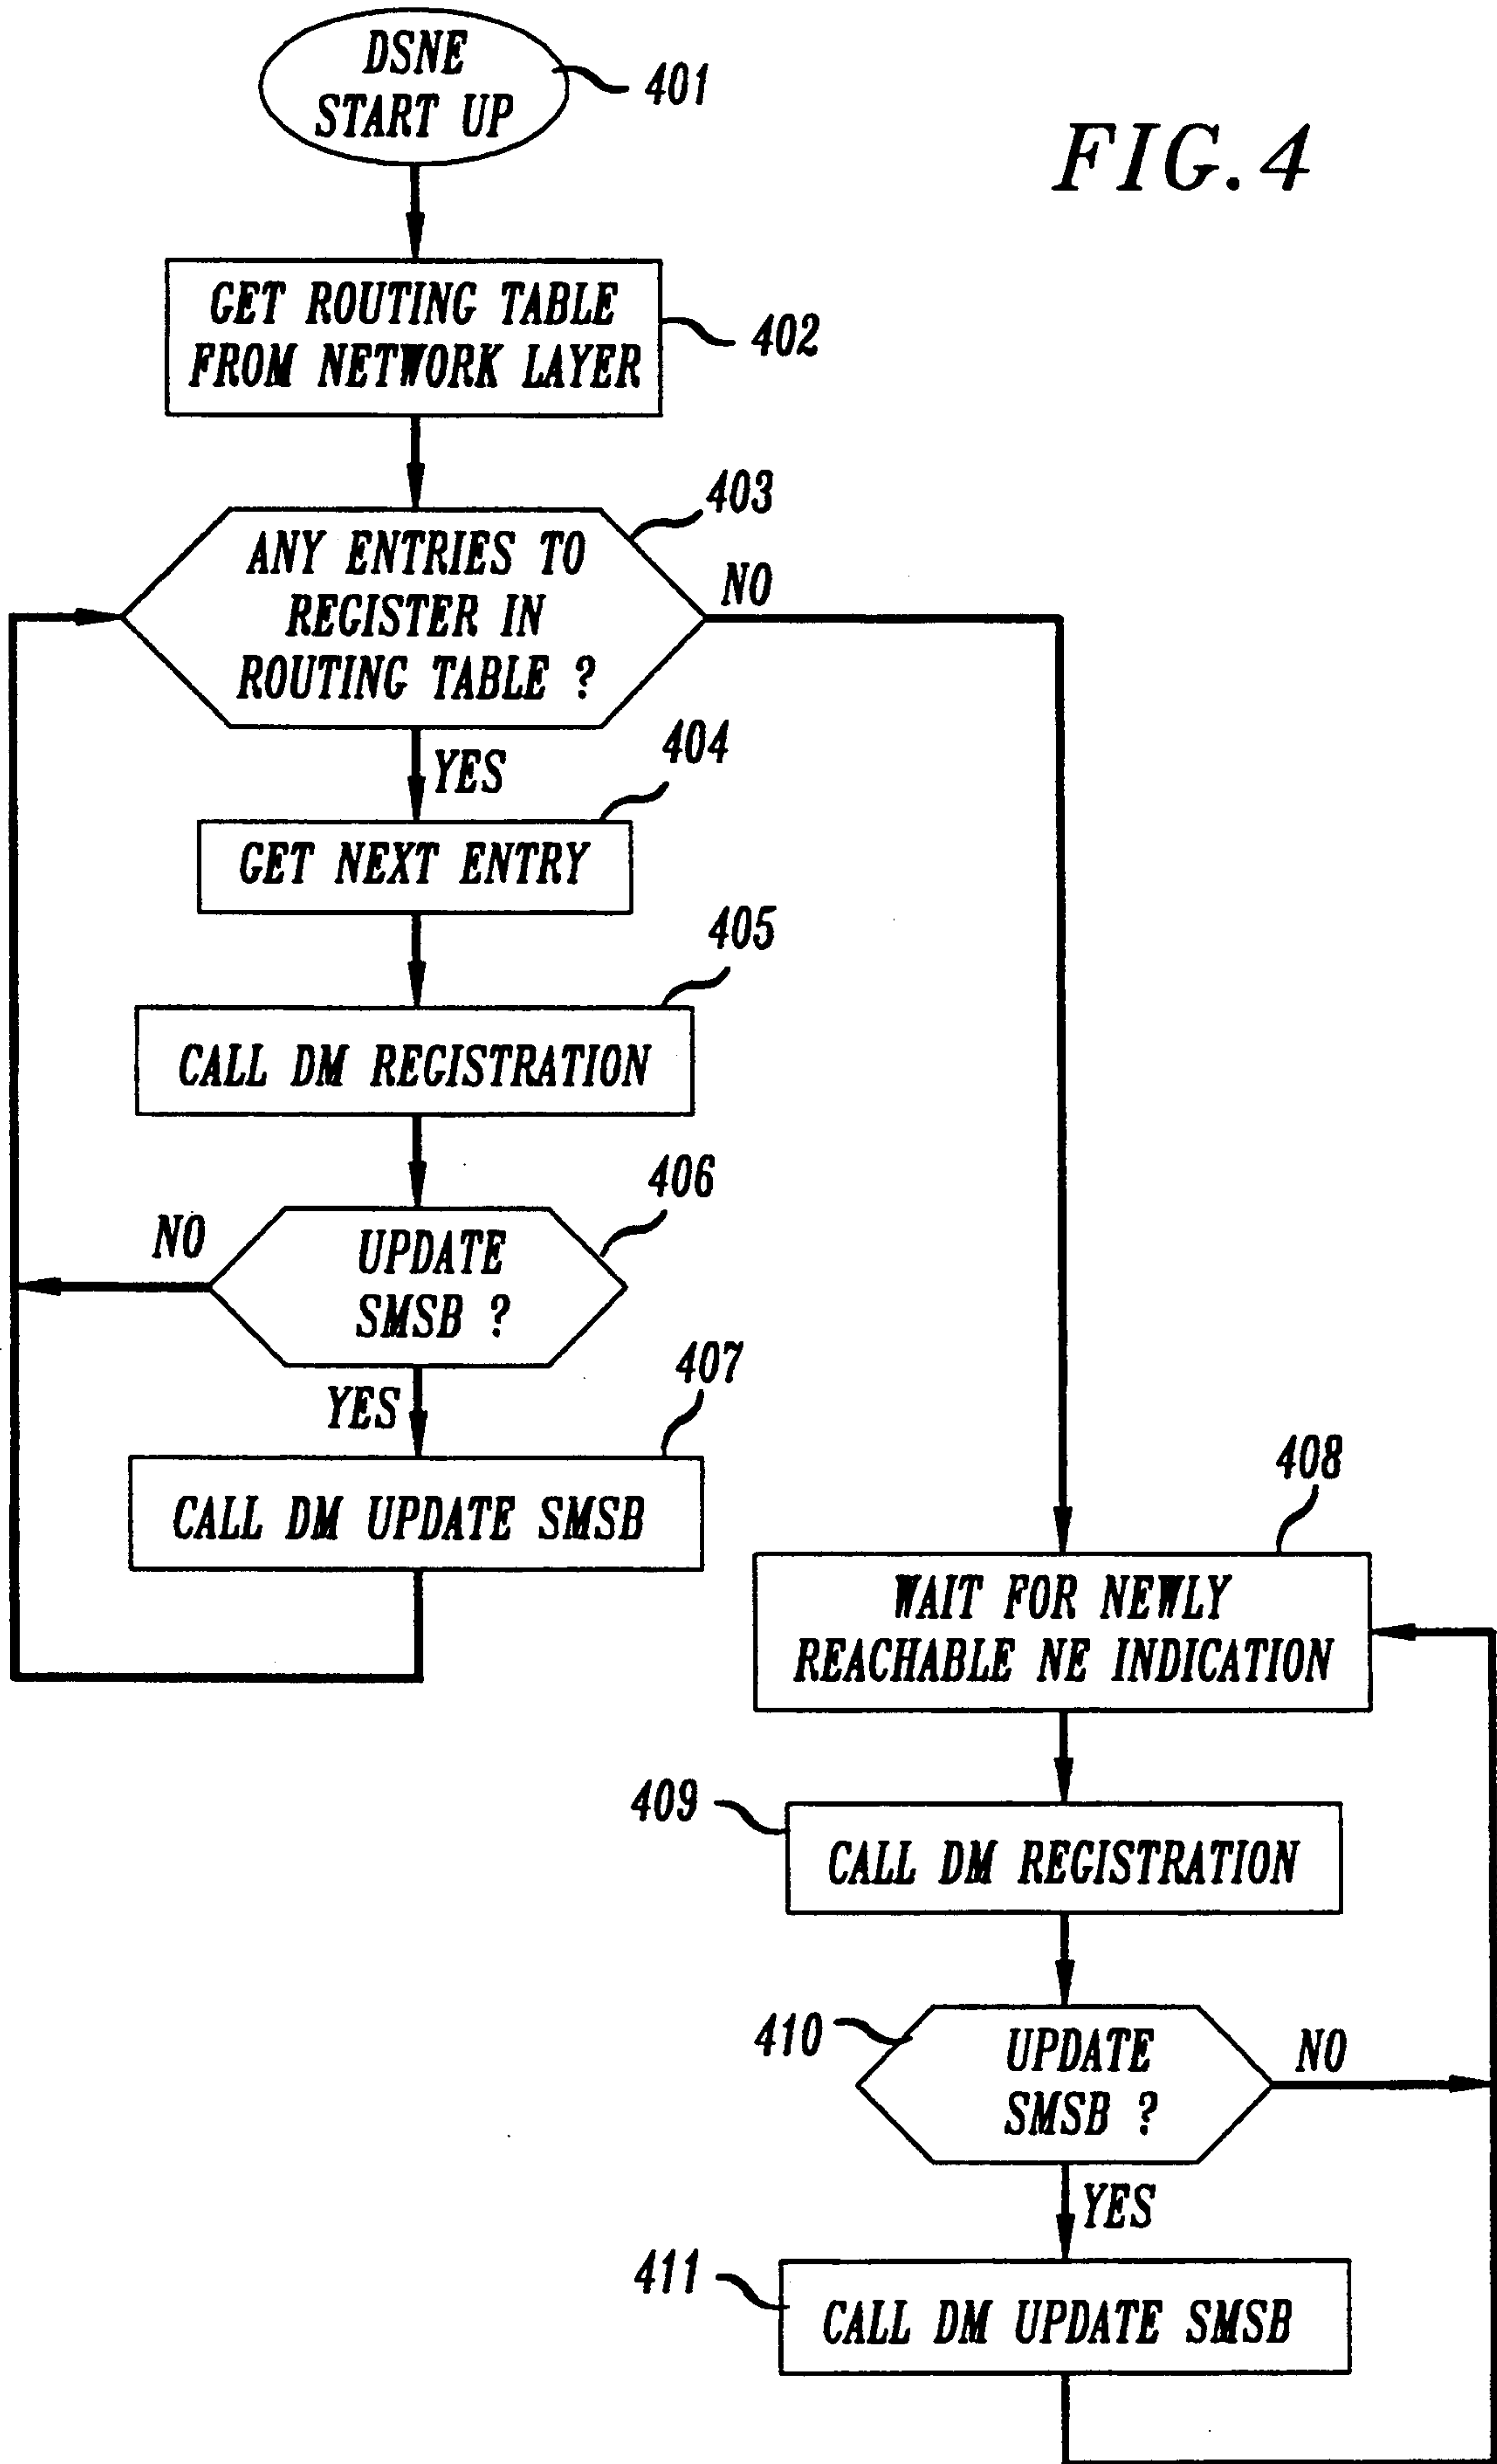 DSNE
START UP
401
FIG. 4
GET ROUTING TABLE
FROM NETWORK LAYER
402
403
ANY ENTRIES TO
REGISTER IN
ROUTING TABLE ?
NO
YES
404
GET NEXT ENTRY
405
CALL DM REGISTRATION
406
NO
UPDATE
SMSB ?
YES
407
CALL DM UPDATE SMSB
408
WAIT FOR NEWLY
REACHABLE NE INDICATION
409
CALL DM REGISTRATION
410
UPDATE
SMSB ?
NO
YES
411
CALL DM UPDATE SMSB